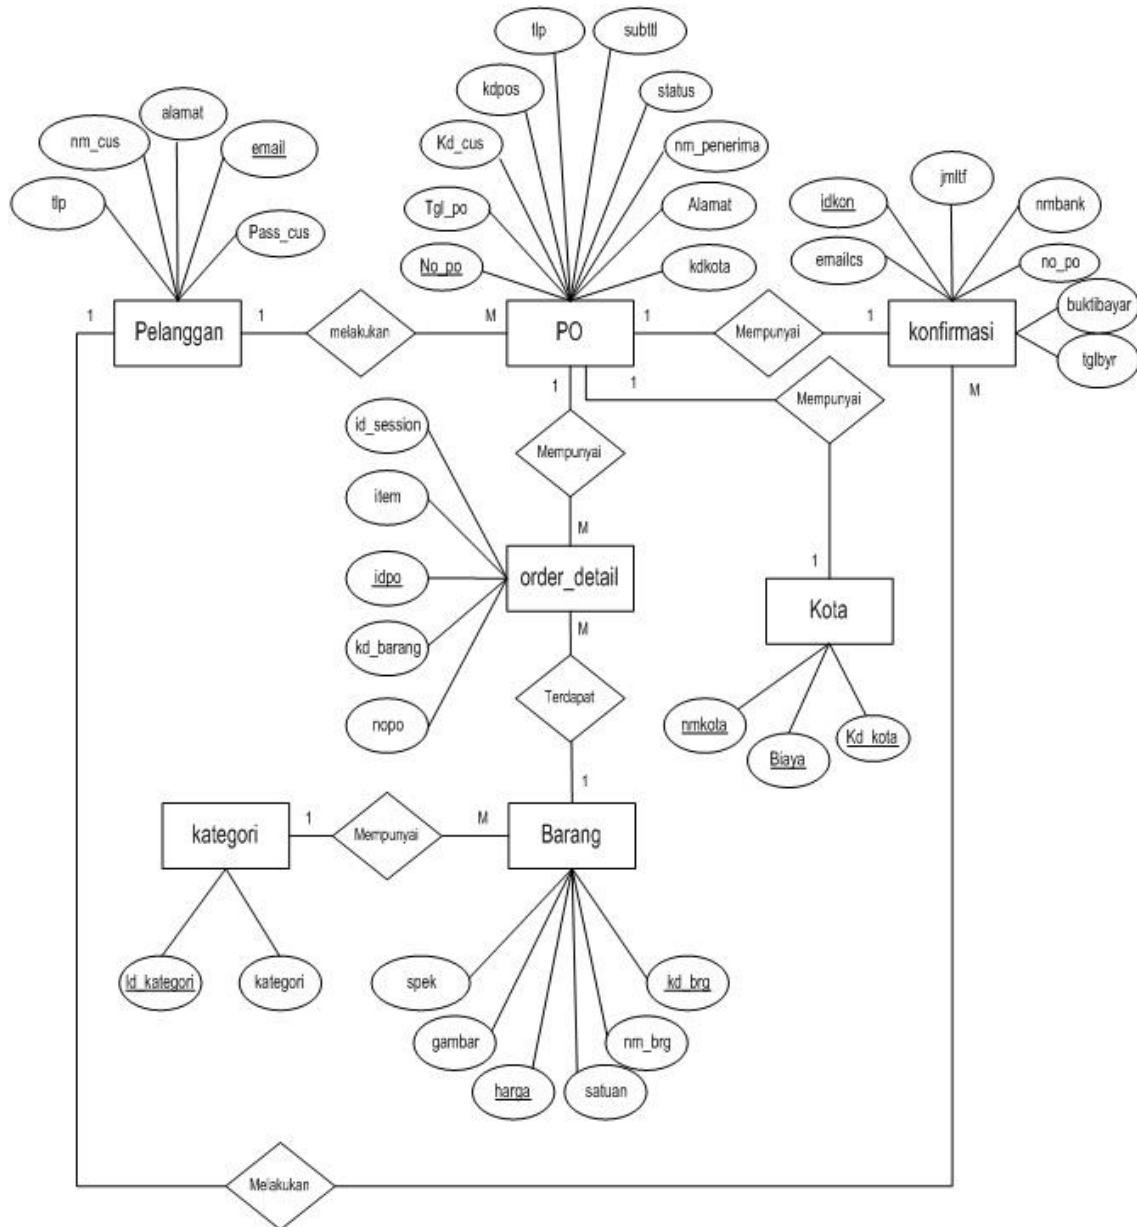 tlp
subttl
kdpos
status
alamat
nm_cus
email
Kd_cus
nm_penerima
jmltf
idkon
nmbank
tlp
Pass_cus
Tgl_po
Alamat
emailcs
no_po
No_po
kdkota
buktibayar
1
Pelanggan
1
melakukan
M
PO
1
Mempunyai
1
konfirmasi
tglbyr
1
1
M
Mempunyai
id_session
Mempunyai
item
M
idpo
order_detail
1
Kota
M
kd_barang
Terdapat
nopo
nmkota
Biaya
Kd_kota
1
kategori
1
Mempunyai
M
Barang
Id_kategori
kategori
spek
kd_brg
gambar
nm_brg
harga
satuan
Melakukan